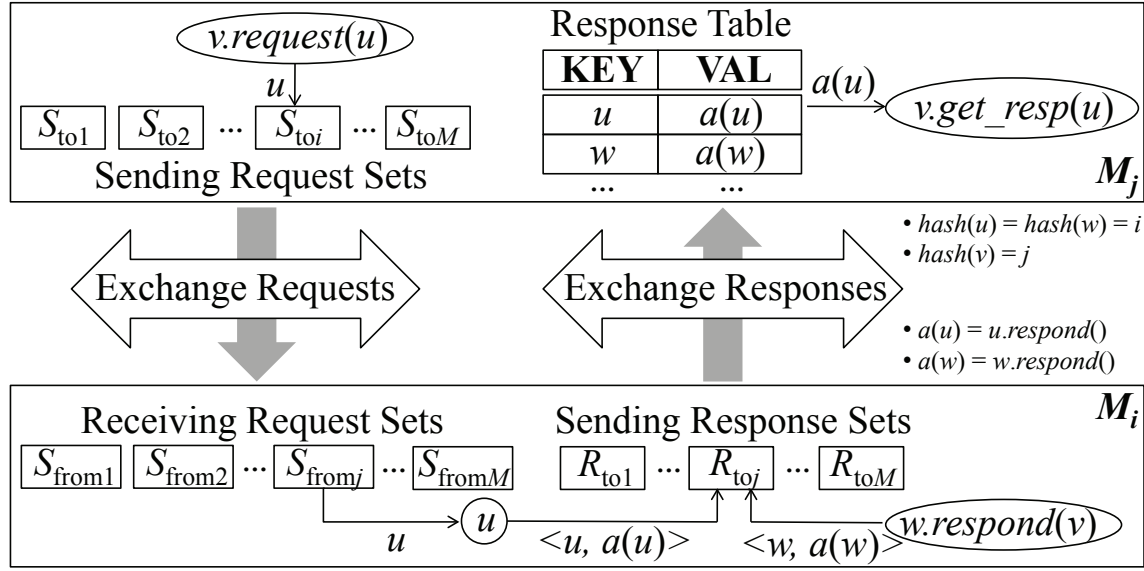 v.request(u)
u
S_to1 S_to2 ... S_toi ... S_toM
Sending Request Sets
Response Table
KEY VAL
u a(u)
w a(w)
... ...
a(u)
v.get_resp(u)
M_j
Exchange Requests
Exchange Responses
• hash(u) = hash(w) = i
• hash(v) = j
• a(u) = u.respond()
• a(w) = w.respond()
M_i
Receiving Request Sets
S_from1 S_from2 ... S_fromj ... S_fromM
u
u
Sending Response Sets
R_to1 ... R_toj ... R_toM
<u, a(u)>
<w, a(w)>
w.respond(v)